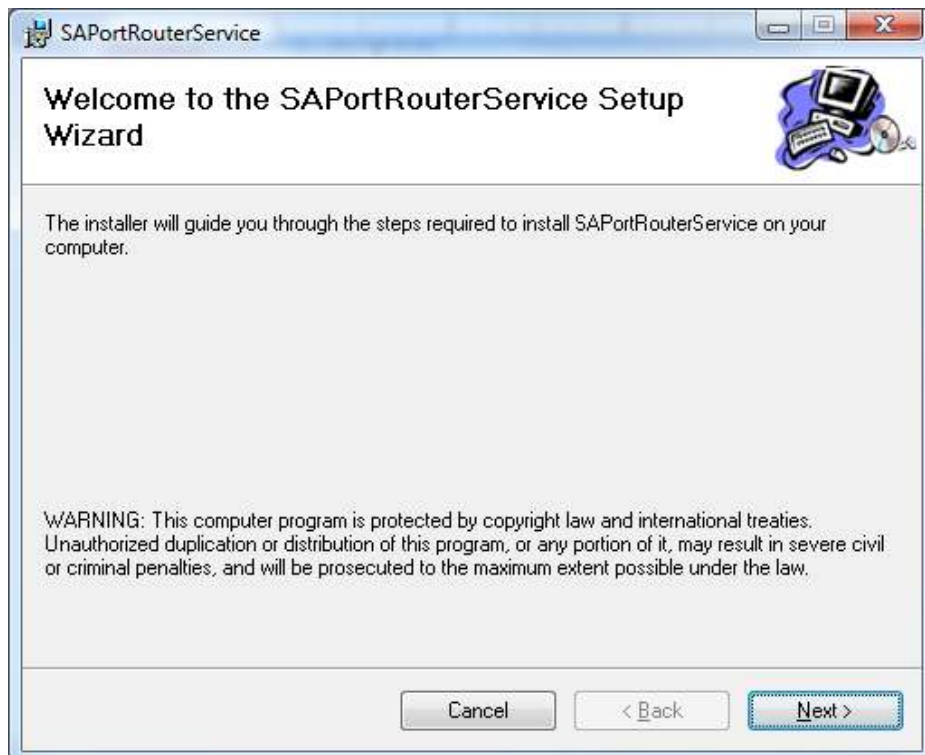 SAPortRouterService
Welcome to the SAPortRouterService Setup
Wizard
The installer will guide you through the steps required to install SAPortRouterService on your
computer.
WARNING: This computer program is protected by copyright law and international treaties.
Unauthorized duplication or distribution of this program, or any portion of it, may result in severe civil
or criminal penalties, and will be prosecuted to the maximum extent possible under the law.
Cancel < Back Next >